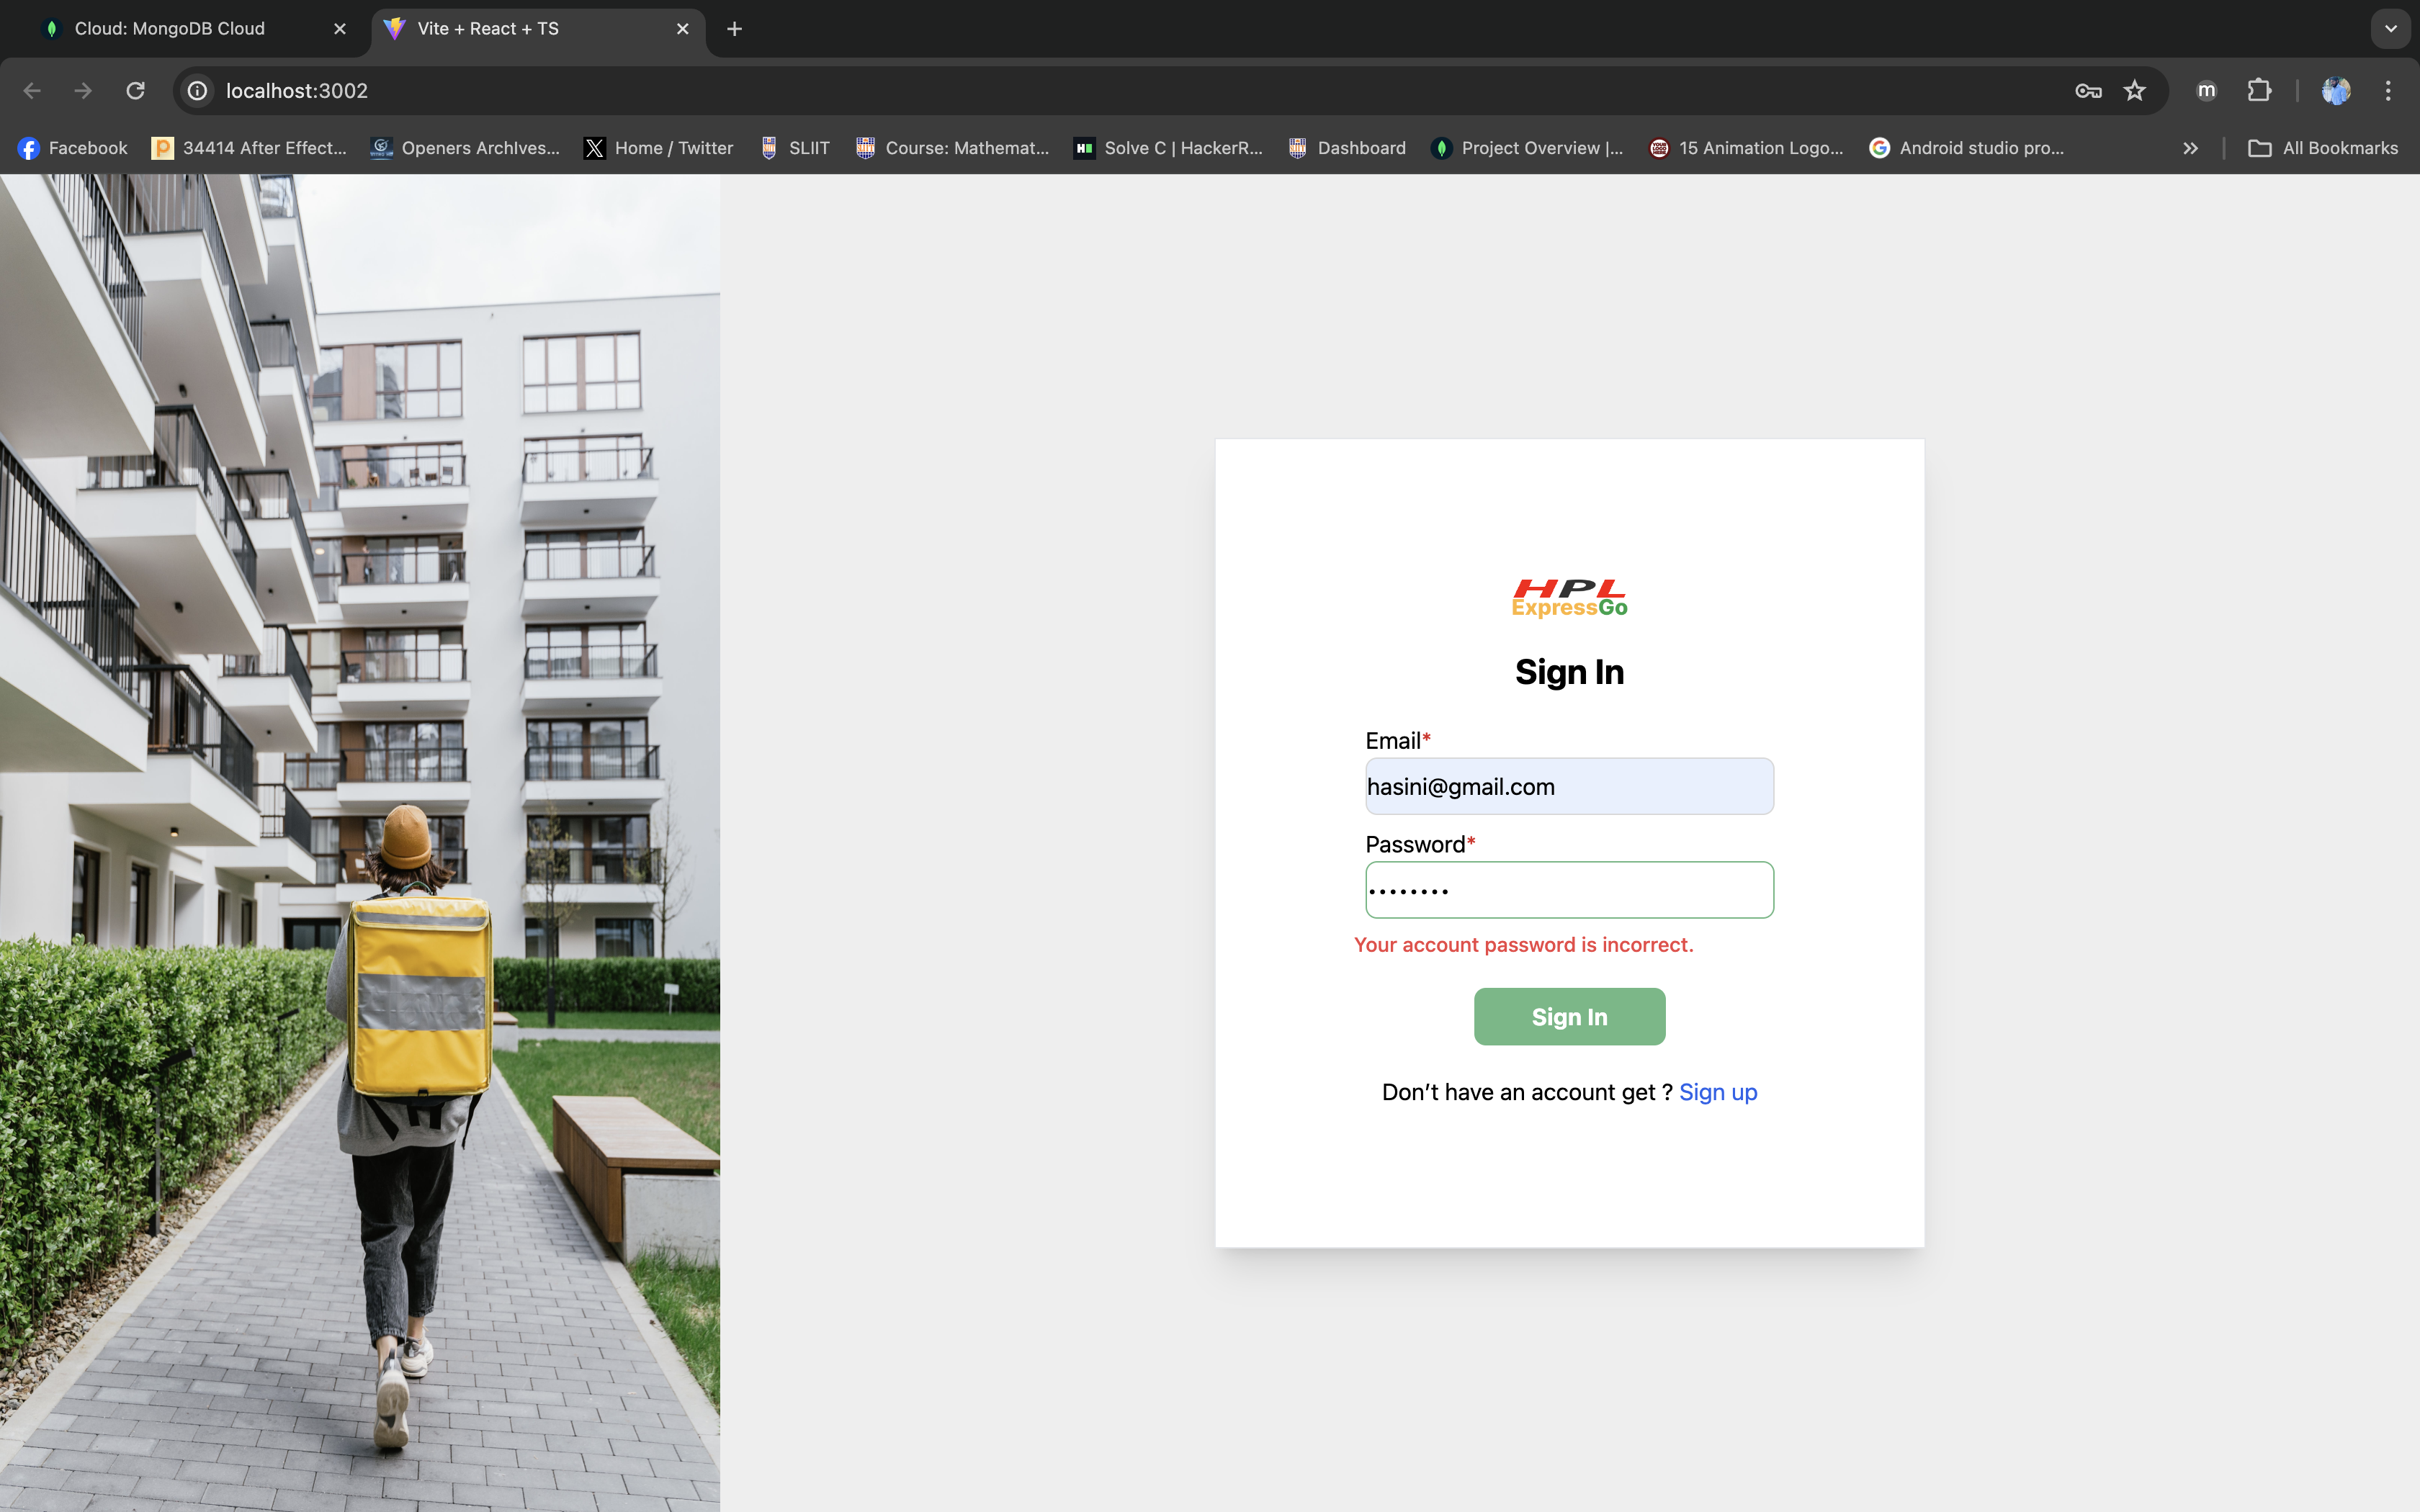 Cloud: MongoDB Cloud
Vite + React + TS
localhost:3002
m
Facebook
34414 After Effect...
Openers ArchIves...
Home / Twitter
SLIIT
Course: Mathemat...
Solve C | HackerR...
Dashboard
Project Overview |...
15 Animation Logo...
Android studio pro...
All Bookmarks
HPL
ExpressGo
Sign In
Email*
hasini@gmail.com
Password*
••••••••
Your account password is incorrect.
Sign In
Don’t have an account get ? Sign up